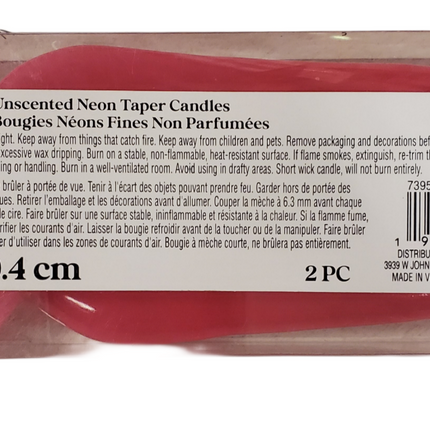 Unscented Neon Taper Candles
Bougies Néons Fines Non Parfumées
ight. Keep away from things that catch fire. Keep away from children and pets. Remove packaging and decorations bef
xcessive wax dripping. Burn on a stable, non-flammable, heat-resistant surface. If flame smokes, extinguish, re-trim th
ing or handling. Burn in a well-ventilated room. Avoid using in drafty areas. Short wick candle, will not burn entirely.
brûler à portée de vue. Tenir à l'écart des objets pouvant prendre feu. Garder hors de portée des
ques. Retirer l'emballage et les décorations avant d'allumer. Couper la mèche à 6.3 mm avant chaque
de cire. Faire brûler sur une surface stable, ininflammable et résistante à la chaleur. Si la flamme fume,
rifier les courants d'air. Laisser la bougie refroidir avant de la toucher ou de la manipuler. Faire brûler
er d'utiliser dans les zones de courants d'air. Bougie à mèche courte, ne brûlera pas entièrement.
.4 cm
2 PC
7395
1 9
DISTRIBU
3939 W JOHN
MADE IN V